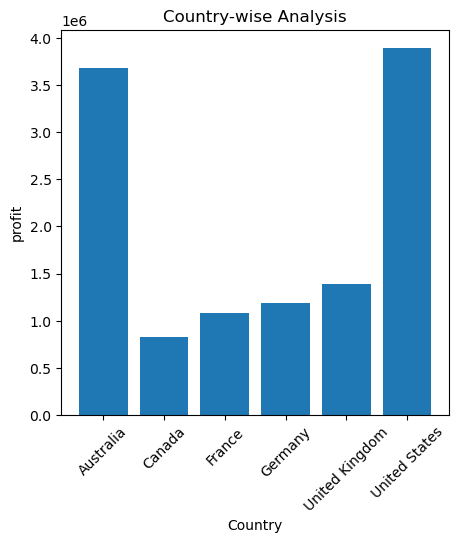 Country-wise Analysis
1e6
4.0
3.5
3.0
2.5
2.0
1.5
1.0
0.5
0.0
profit
Australia
Canada
France
Germany
United Kingdom
United States
Country